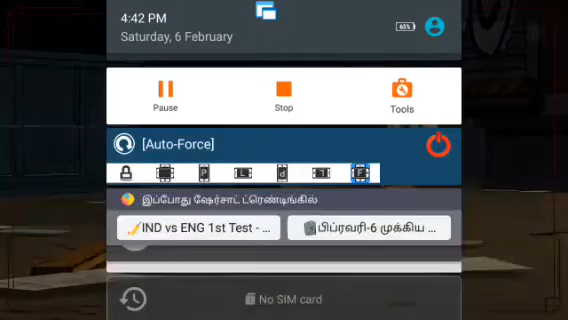 4:42 PM
Saturday, 6 February
65%
Pause
Stop
Tools
[Auto-Force]
P
L
d
F
இப்போது ஷேர்சாட் ட்ரெண்டிங்கில்
IND vs ENG 1st Test - ...
பிப்ரவரி-6 முக்கிய ...
No SIM card